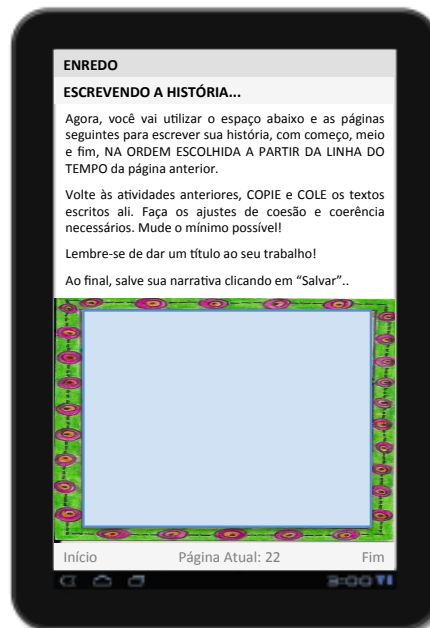 ENREDO
ESCREVENDO A HISTÓRIA...
Agora, você vai utilizar o espaço abaixo e as páginas
seguintes para escrever sua história, com começo, meio
e fim, NA ORDEM ESCOLHIDA A PARTIR DA LINHA DO
TEMPO da página anterior.
Volte às atividades anteriores, COPIE e COLE os textos
escritos ali. Faça os ajustes de coesão e coerência
necessários. Mude o mínimo possível!
Lembre-se de dar um título ao seu trabalho!
Ao final, salve sua narrativa clicando em “Salvar”..
Início Página Atual: 22 Fim
3:00